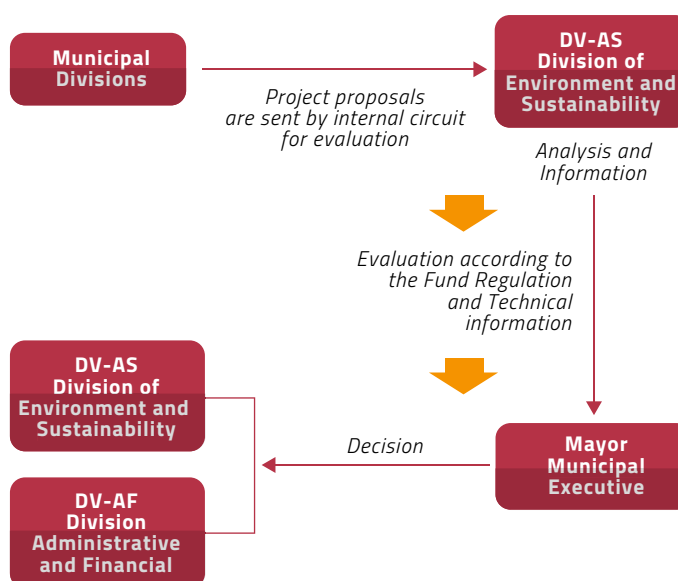 Municipal
Divisions
DV-AS
Division of
Environment and
Sustainability
Project proposals
are sent by internal circuit
for evaluation
Analysis and
Information
Evaluation according to
the Fund Regulation
and Technical
information
DV-AS
Division of
Environment and
Sustainability
Decision
Mayor
Municipal
Executive
DV-AF
Division
Administrative
and Financial